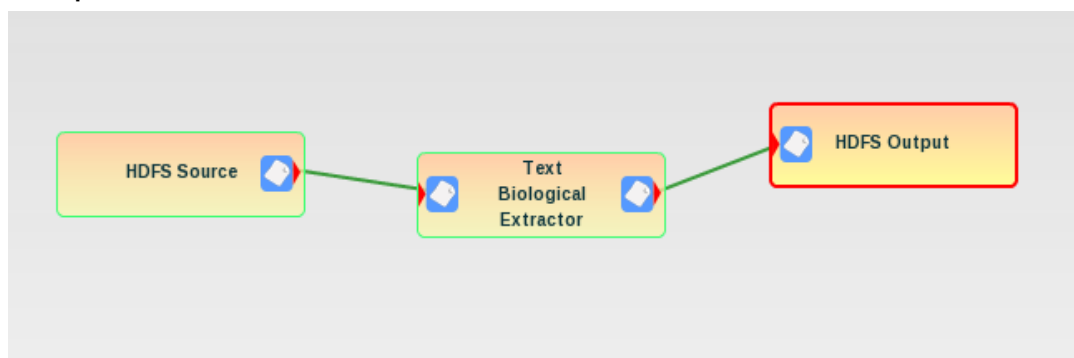 HDFS Source
Text
Biological
Extractor
HDFS Output